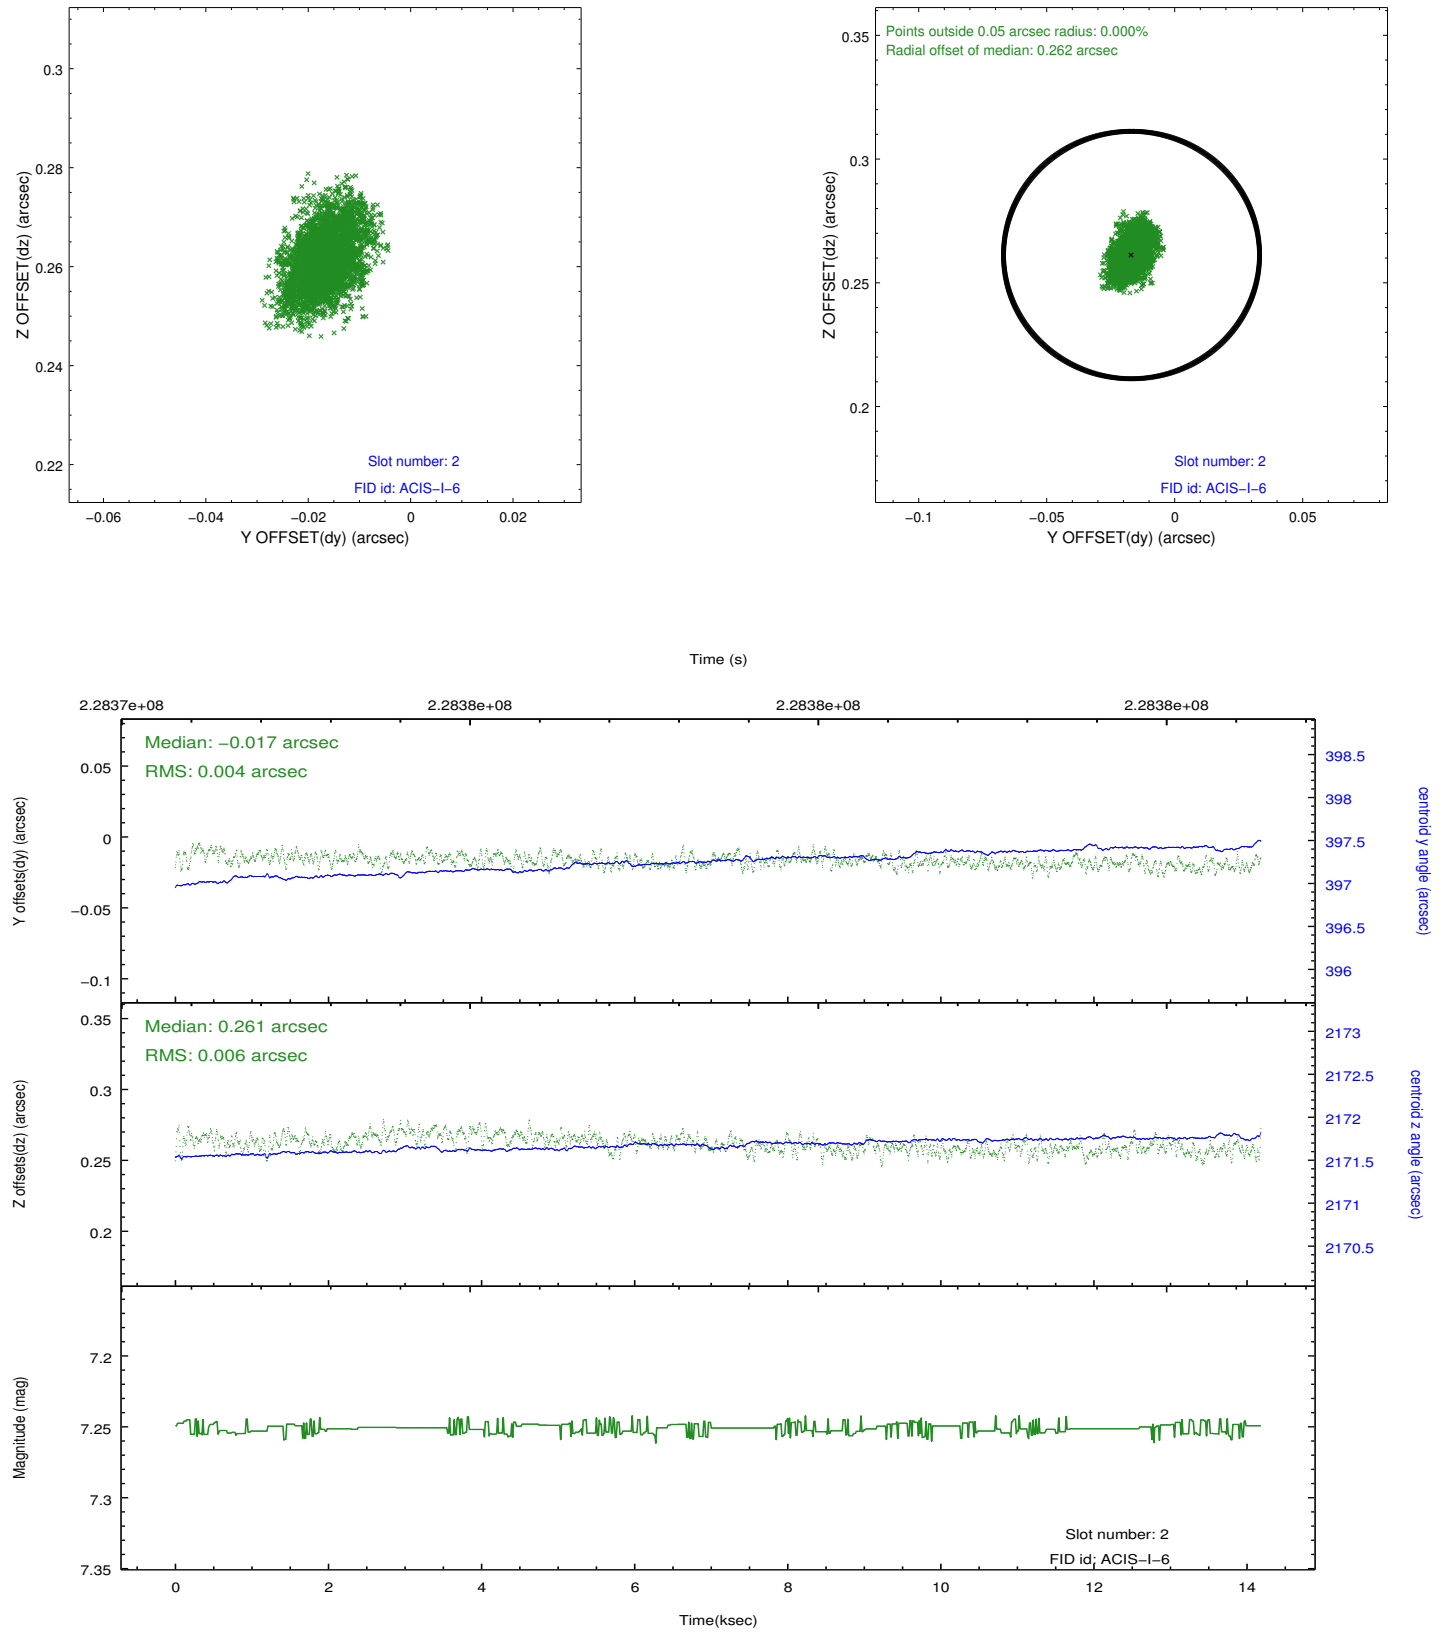 0.3
0.28
0.26
0.24
0.22
Z OFFSET(dz) (arcsec)
Slot number: 2
FID id: ACIS−I−6
−0.06
−0.04
−0.02
0
0.02
Y OFFSET(dy) (arcsec)
Points outside 0.05 arcsec radius: 0.000%
Radial offset of median: 0.262 arcsec
0.35
0.3
0.25
0.2
Z OFFSET(dz) (arcsec)
Slot number: 2
FID id: ACIS−I−6
−0.1
−0.05
0
0.05
Y OFFSET(dy) (arcsec)
Time (s)
2.2837e+08
2.2838e+08
2.2838e+08
2.2838e+08
Median: −0.017 arcsec
RMS: 0.004 arcsec
0.05
0
−0.05
−0.1
Y offsets(dy) (arcsec)
398.5
398
397.5
397
396.5
396
centroid y angle (arcsec)
Median: 0.261 arcsec
RMS: 0.006 arcsec
0.35
0.3
0.25
0.2
Z offsets(dz) (arcsec)
2173
2172.5
2172
2171.5
2171
2170.5
centroid z angle (arcsec)
7.2
7.25
7.3
7.35
Magnitude (mag)
Slot number: 2
FID id: ACIS−I−6
0
2
4
6
8
10
12
14
Time(ksec)